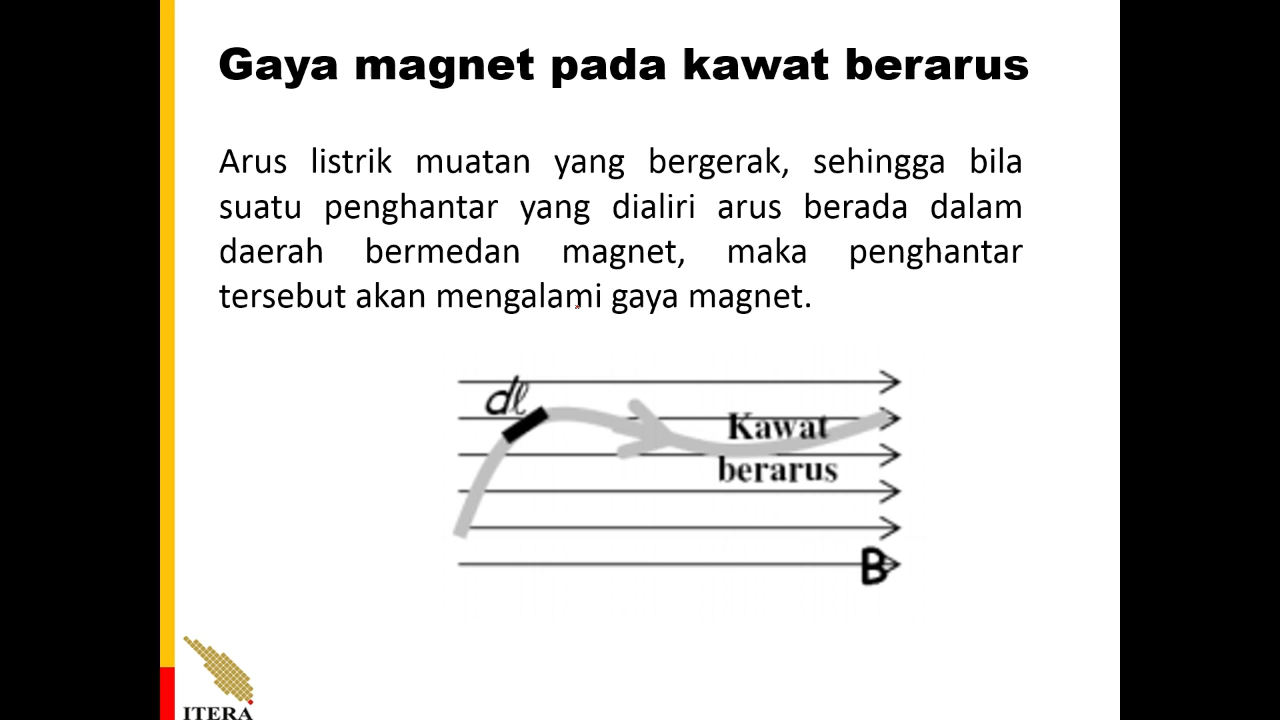 Gaya magnet pada kawat berarus
Arus listrik muatan yang bergerak, sehingga bila
suatu penghantar yang dialiri arus berada dalam
daerah bermedan magnet, maka penghantar
tersebut akan mengalami gaya magnet.
dℓ
Kawat
berarus
B
ITERA